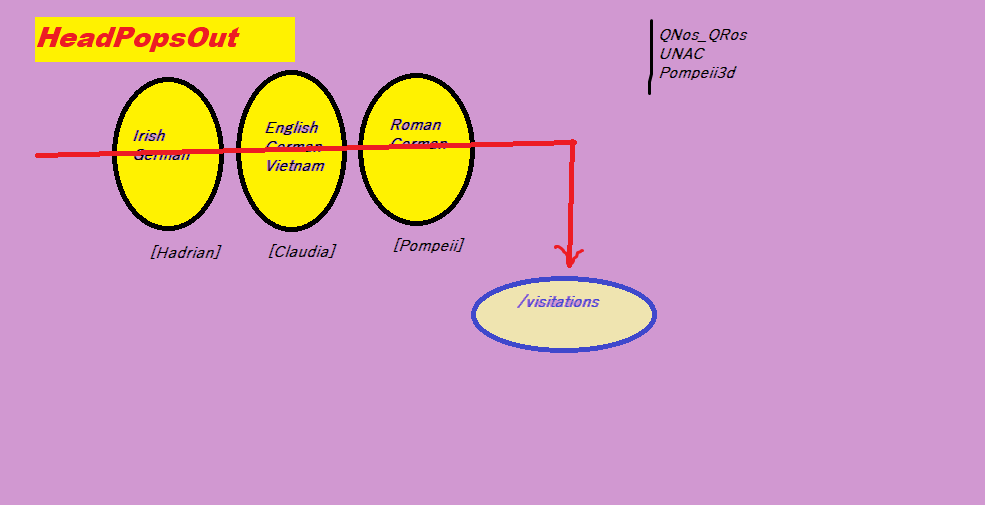 HeadPopsOut
QNos_QRos
UNAC
Pompeii3d
Irish
German
[Hadrian]
English
German
Vietnam
[Claudia]
Roman
German
[Pompeii]
/visitations